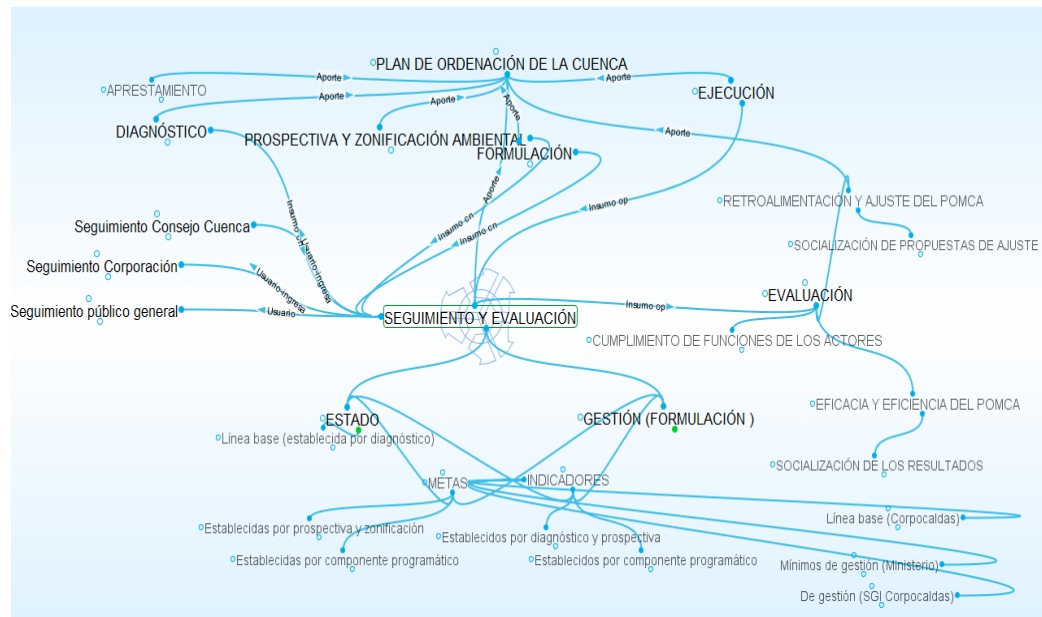 PLAN DE ORDENACIÓN DE LA CUENCA
Aporte
Aporte
APRESTAMIENTO
EJECUCIÓN
Aporte
Aporte
Aporte
DIAGNÓSTICO
Aporte
PROSPECTIVA Y ZONIFICACIÓN AMBIENTAL
FORMULACIÓN
Aporte
RETROALIMENTACIÓN Y AJUSTE DEL POMCA
Insumo op
Insumo cn
Seguimiento Consejo Cuenca
Insumo cn
Insumo cn
Usuario-ingresa
SOCIALIZACIÓN DE PROPUESTAS DE AJUSTE
Seguimiento Corporación
Usuario-ingresa
EVALUACIÓN
Seguimiento público general
Usuario
Insumo op
SEGUIMIENTO Y EVALUACIÓN
CUMPLIMIENTO DE FUNCIONES DE LOS ACTORES
EFICACIA Y EFICIENCIA DEL POMCA
ESTADO
GESTIÓN (FORMULACIÓN )
Línea base (establecida por diagnóstico)
SOCIALIZACIÓN DE LOS RESULTADOS
METAS
INDICADORES
Línea base (Corpocaldas)
Establecidas por prospectiva y zonificación
Establecidos por diagnóstico y prospectiva
Establecidas por componente programático
Establecidos por componente programático
Mínimos de gestión (Ministerio)
De gestión (SGI Corpocaldas)